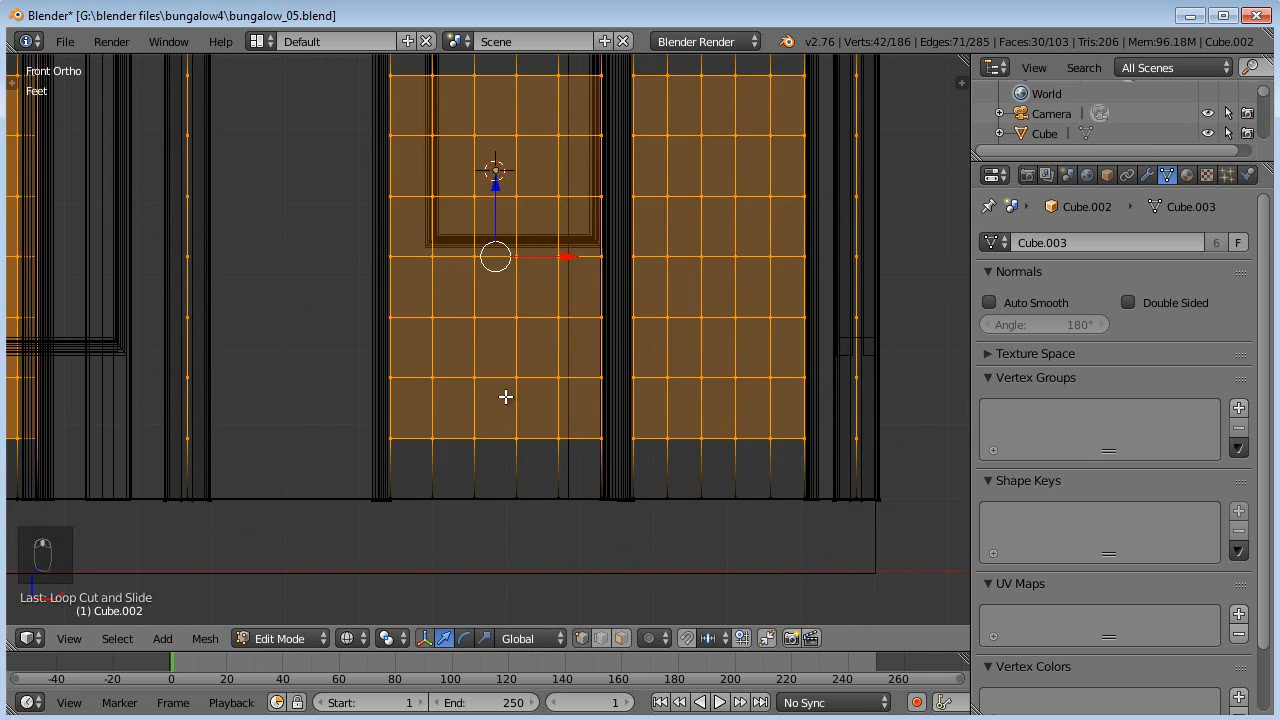 Blender* [G:\blender files\bungalow4\bungalow_05.blend]
File Render Window Help Default Scene Blender Render v2.76 | Verts:42/186 | Edges:71/285 | Faces:30/103 | Tris:206 | Mem:96.18M | Cube.002
Front Ortho
Feet
View Search All Scenes
World
Camera
Cube
Cube.002 Cube.003
Cube.003 6 F
Normals
Auto Smooth Double Sided
Angle: 180°
Texture Space
Vertex Groups
Shape Keys
UV Maps
Vertex Colors
Last: Loop Cut and Slide
(1) Cube.002
View Select Add Mesh Edit Mode Global
-40 -20 0 20 40 60 80 100 120 140 160 180 200 220 240 260
View Marker Frame Playback Start: 1 End: 250 1 No Sync